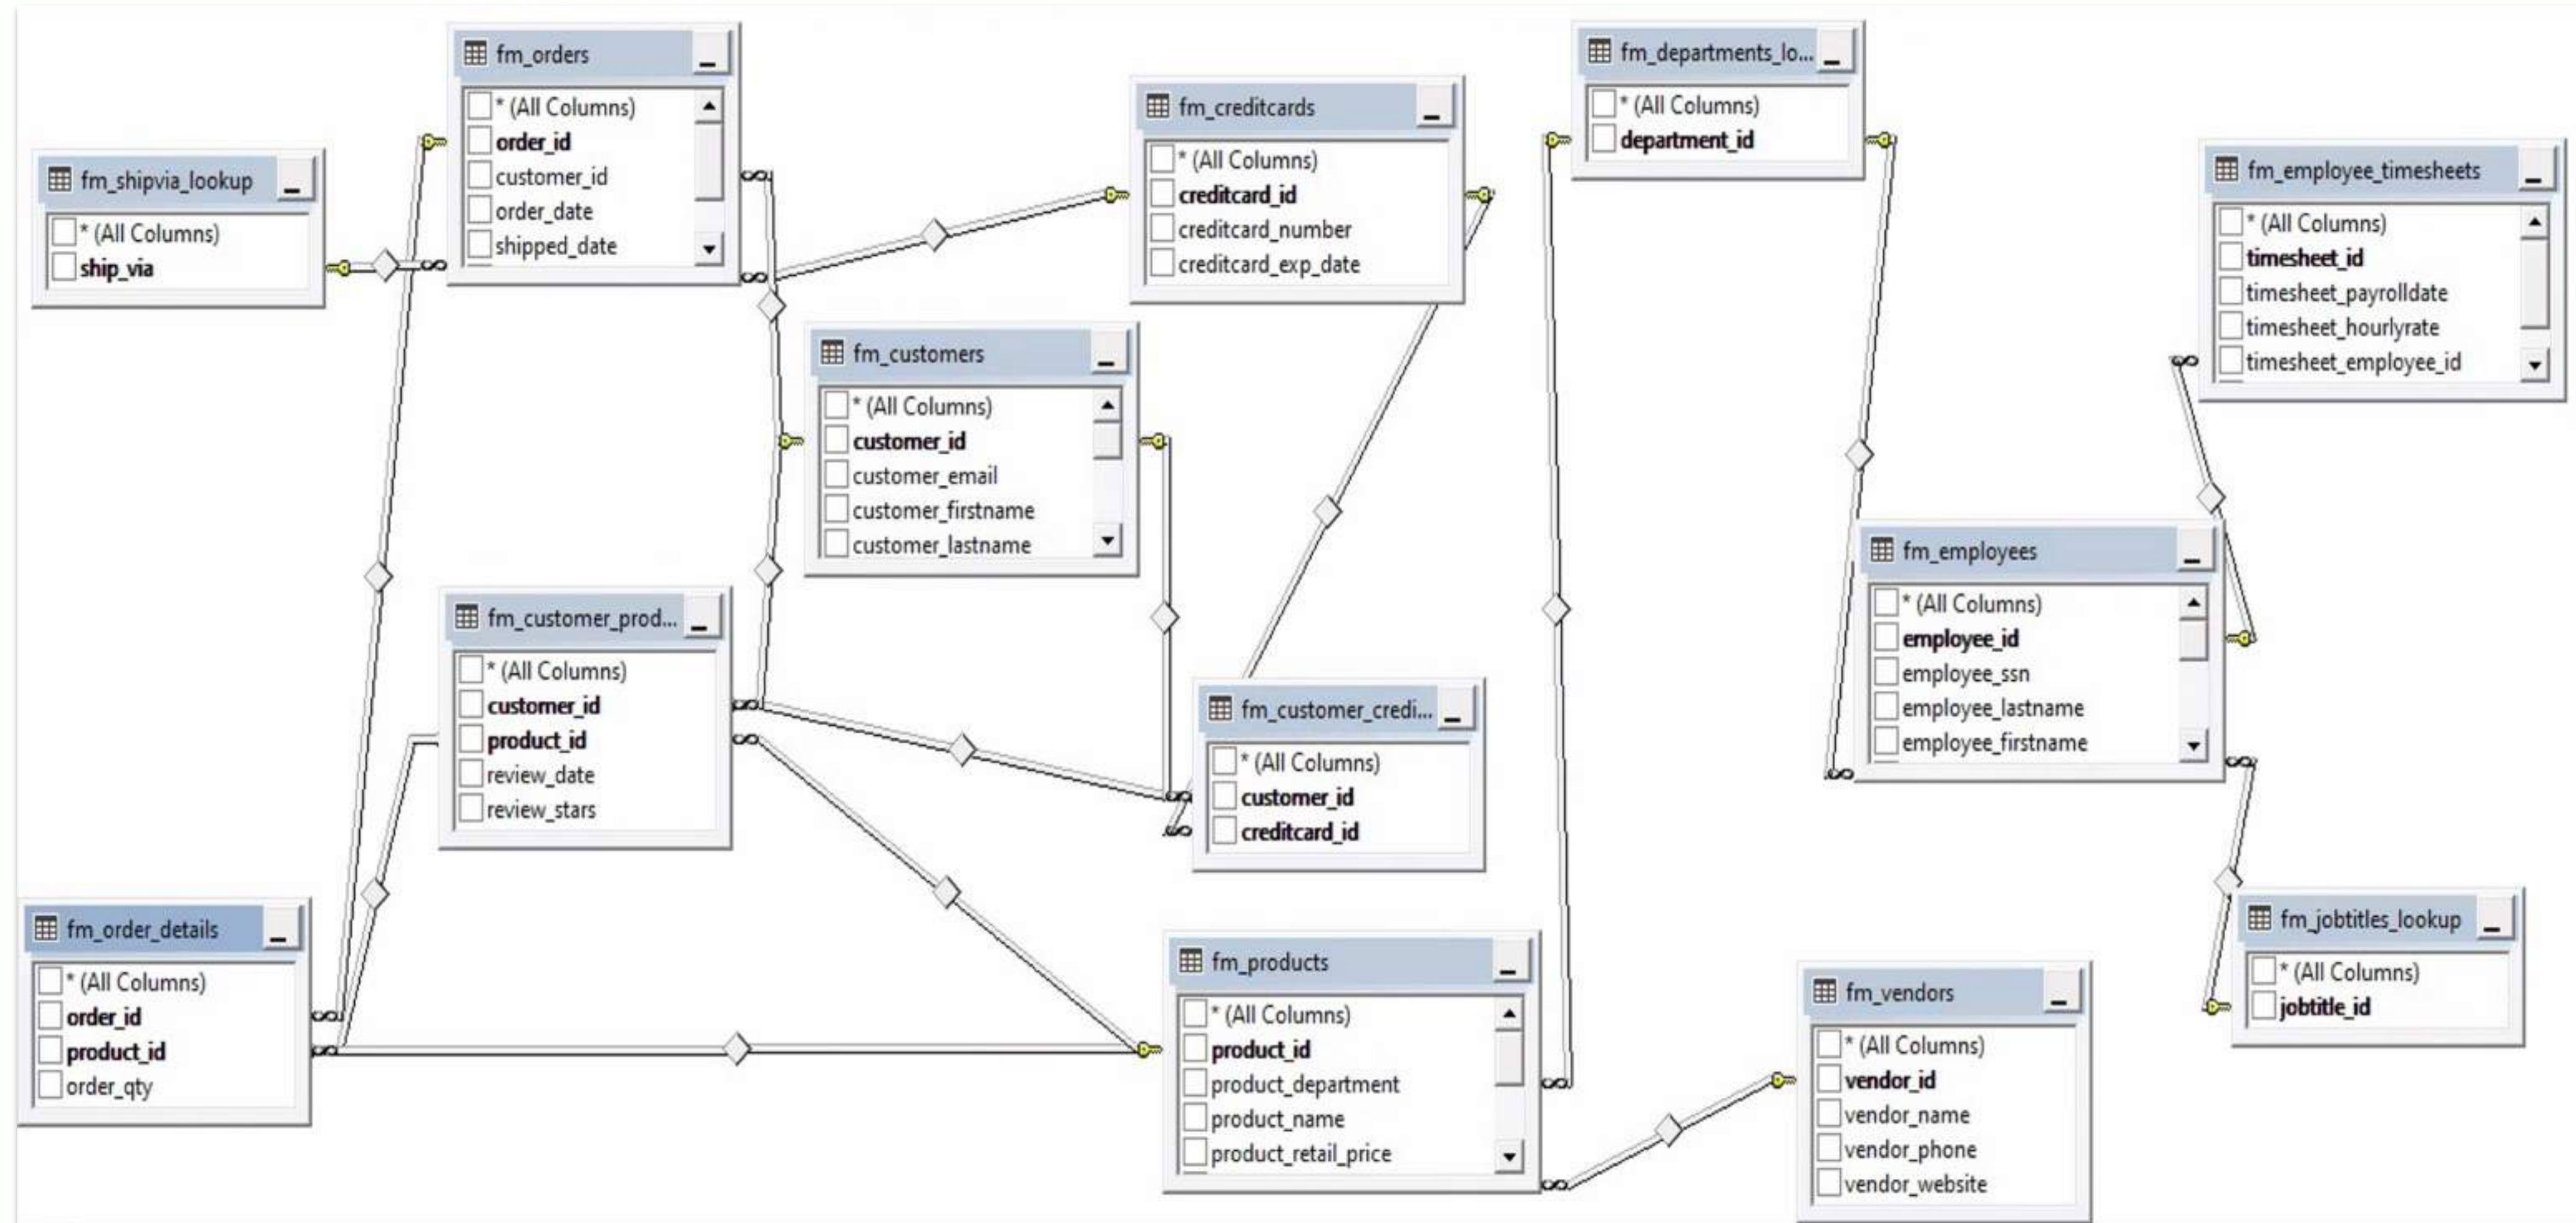 fm_orders
* (All Columns)
order_id
customer_id
order_date
shipped_date
fm_shipvia_lookup
* (All Columns)
ship_via
fm_creditcards
* (All Columns)
creditcard_id
creditcard_number
creditcard_exp_date
fm_departments_lo...
* (All Columns)
department_id
fm_employee_timesheets
* (All Columns)
timesheet_id
timesheet_payrolldate
timesheet_hourlyrate
timesheet_employee_id
fm_customers
* (All Columns)
customer_id
customer_email
customer_firstname
customer_lastname
fm_employees
* (All Columns)
employee_id
employee_ssn
employee_lastname
employee_firstname
fm_customer_prod...
* (All Columns)
customer_id
product_id
review_date
review_stars
fm_customer_credi...
* (All Columns)
customer_id
creditcard_id
fm_order_details
* (All Columns)
order_id
product_id
order_qty
fm_products
* (All Columns)
product_id
product_department
product_name
product_retail_price
fm_vendors
* (All Columns)
vendor_id
vendor_name
vendor_phone
vendor_website
fm_jobtitles_lookup
* (All Columns)
jobtitle_id